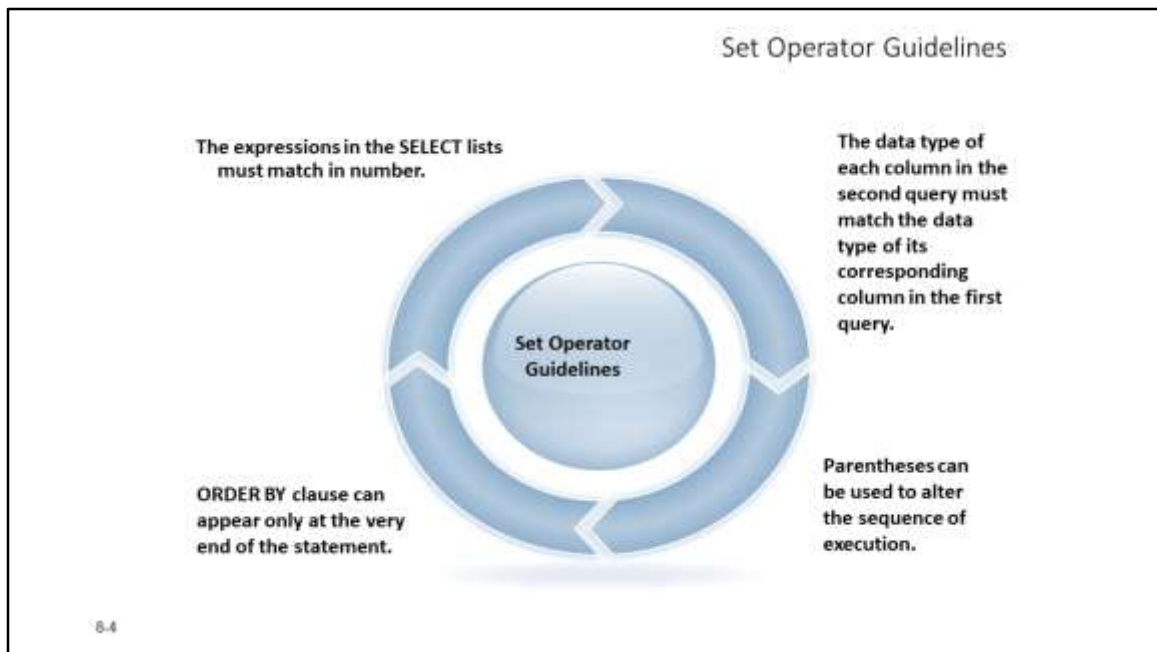 Set Operator Guidelines
The expressions in the SELECT lists
must match in number.
The data type of
each column in the
second query must
match the data
type of its
corresponding
column in the first
query.
Set Operator
Guidelines
ORDER BY clause can
appear only at the very
end of the statement.
Parentheses can
be used to alter
the sequence of
execution.
8-4